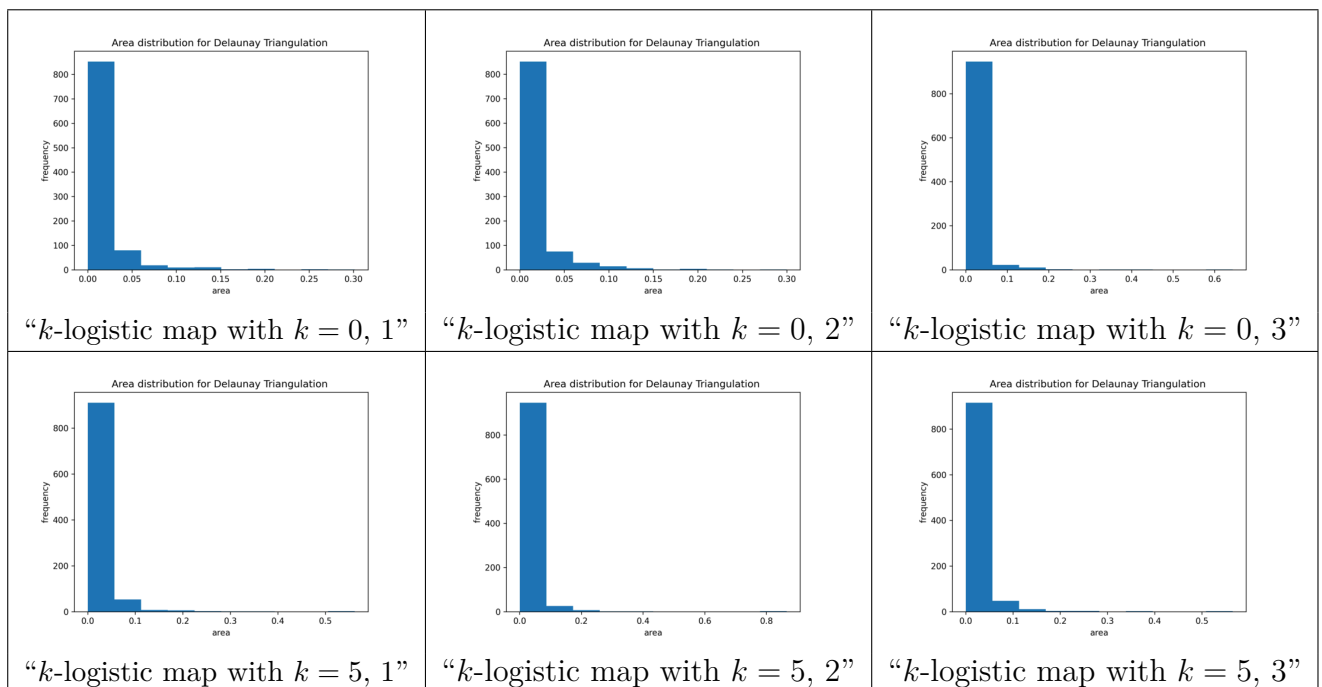 Area distribution for Delaunay Triangulation
frequency
800
700
600
500
400
300
200
100
0
0.00 0.05 0.10 0.15 0.20 0.25 0.30
area
“k-logistic map with k = 0, 1”
Area distribution for Delaunay Triangulation
frequency
800
700
600
500
400
300
200
100
0
0.00 0.05 0.10 0.15 0.20 0.25 0.30
area
“k-logistic map with k = 0, 2”
Area distribution for Delaunay Triangulation
frequency
800
600
400
200
0
0.0 0.1 0.2 0.3 0.4 0.5 0.6
area
“k-logistic map with k = 0, 3”
Area distribution for Delaunay Triangulation
frequency
800
600
400
200
0
0.0 0.1 0.2 0.3 0.4 0.5
area
“k-logistic map with k = 5, 1”
Area distribution for Delaunay Triangulation
frequency
800
600
400
200
0
0.0 0.2 0.4 0.6 0.8
area
“k-logistic map with k = 5, 2”
Area distribution for Delaunay Triangulation
frequency
800
600
400
200
0
0.0 0.1 0.2 0.3 0.4 0.5
area
“k-logistic map with k = 5, 3”